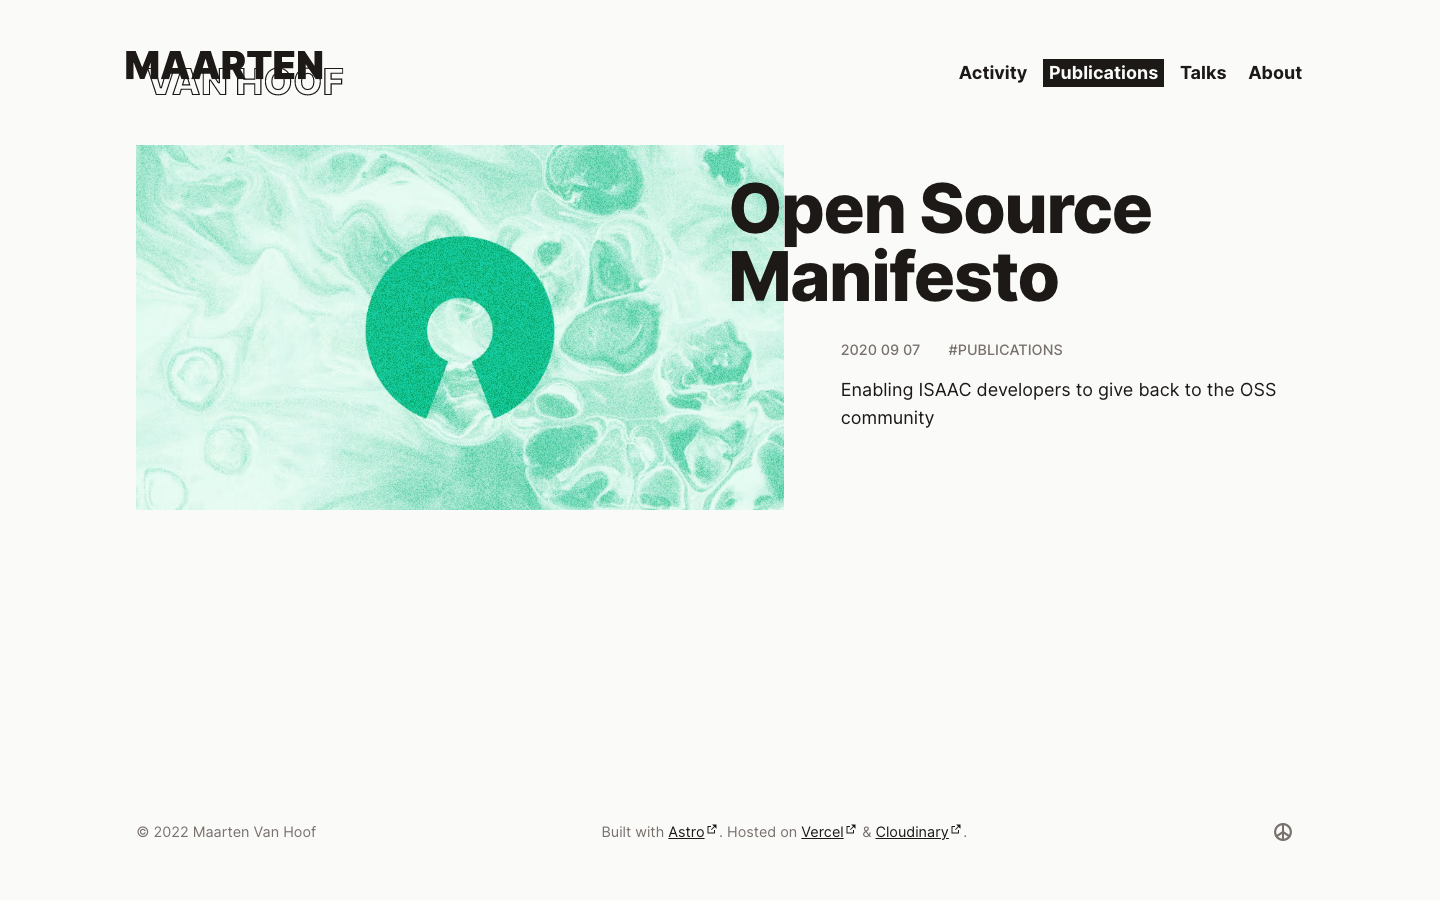 MAARTEN
VAN HOOF
Activity Publications Talks About
Open Source
Manifesto
2020 09 07 #PUBLICATIONS
Enabling ISAAC developers to give back to the OSS
community
© 2022 Maarten Van Hoof
Built with Astro. Hosted on Vercel & Cloudinary.